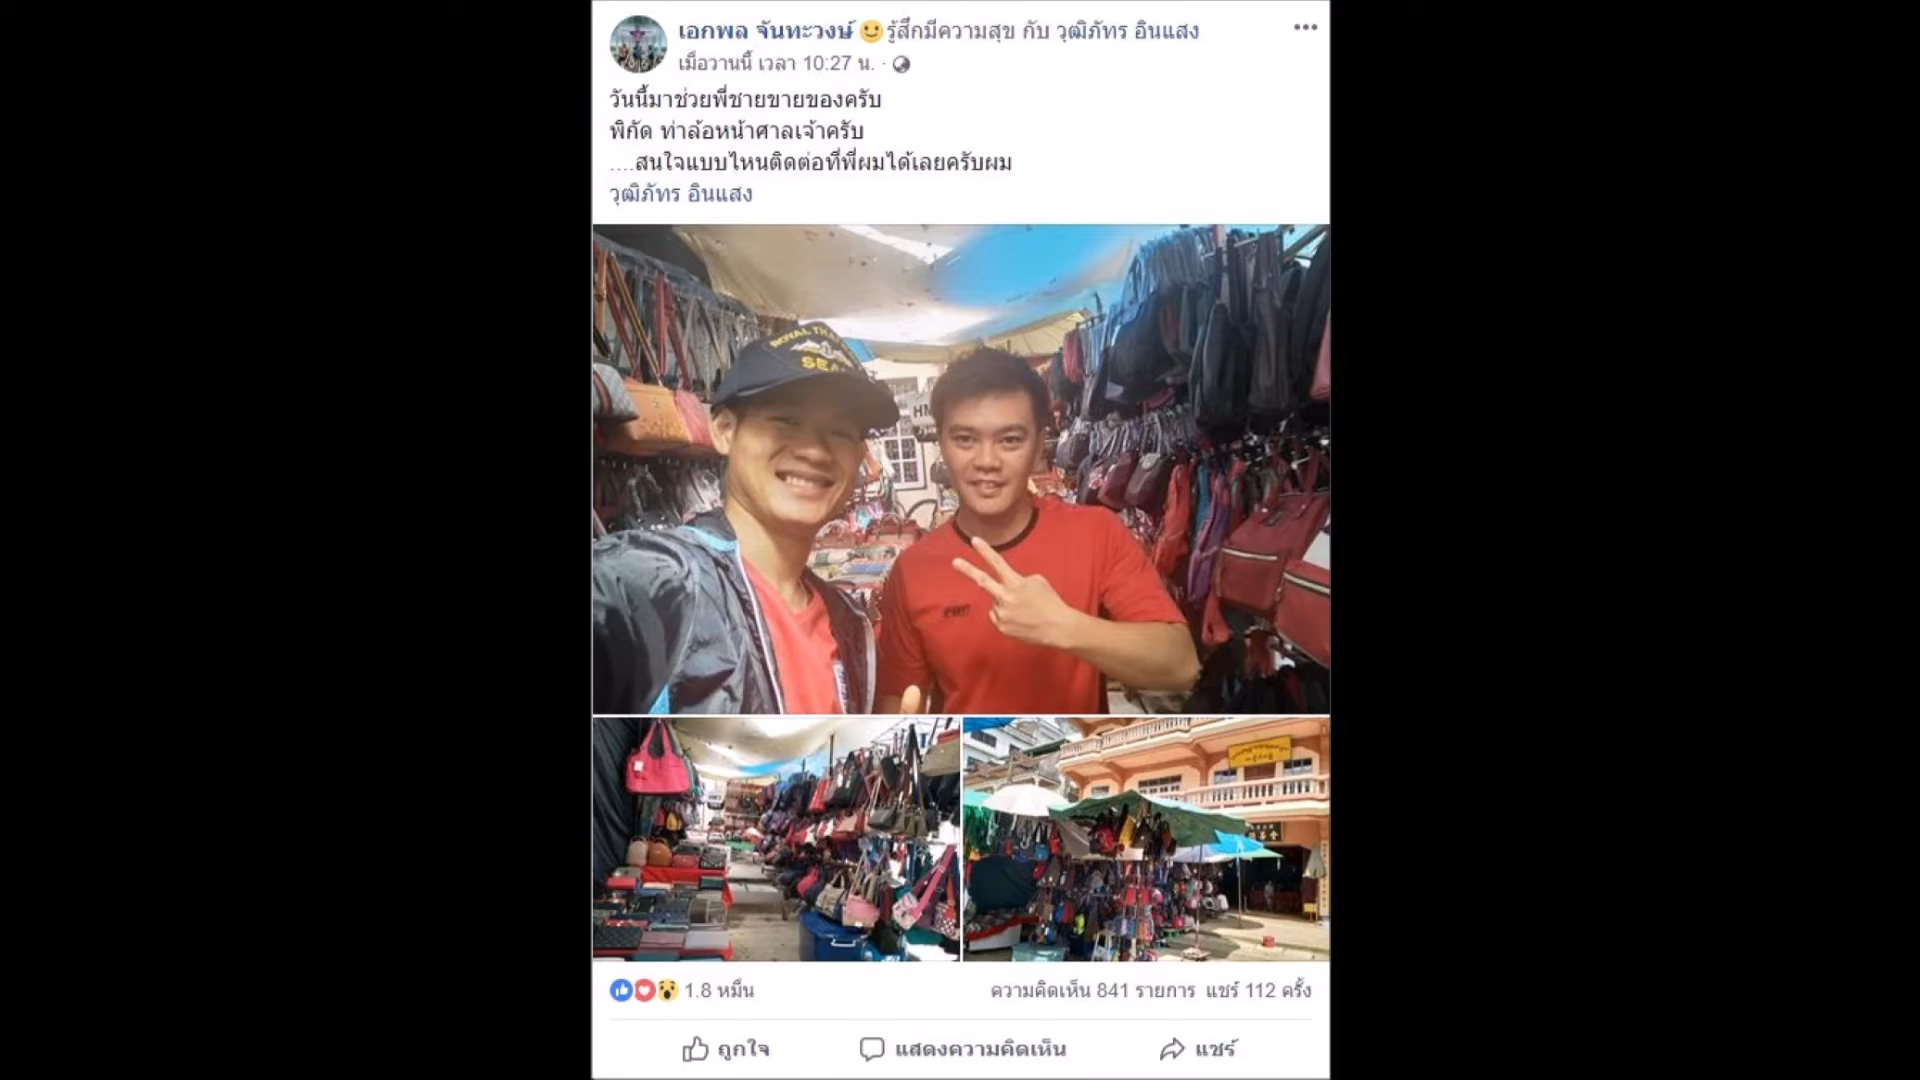 เอกพล จันทะวงษ์ รู้สึกมีความสุข กับ วุฒิภัทร อินแสง
เมื่อวานนี้ เวลา 10:27 น. ·
วันนี้มาช่วยพี่ชายขายของครับ
พิกัด ท่าล้อหน้าศาลเจ้าครับ
....สนใจแบบไหนติดต่อที่พี่ผมได้เลยครับผม
วุฒิภัทร อินแสง
ROYAL THAI
SEAL
1.8 หมื่น
ความคิดเห็น 841 รายการ แชร์ 112 ครั้ง
ถูกใจ
แสดงความคิดเห็น
แชร์